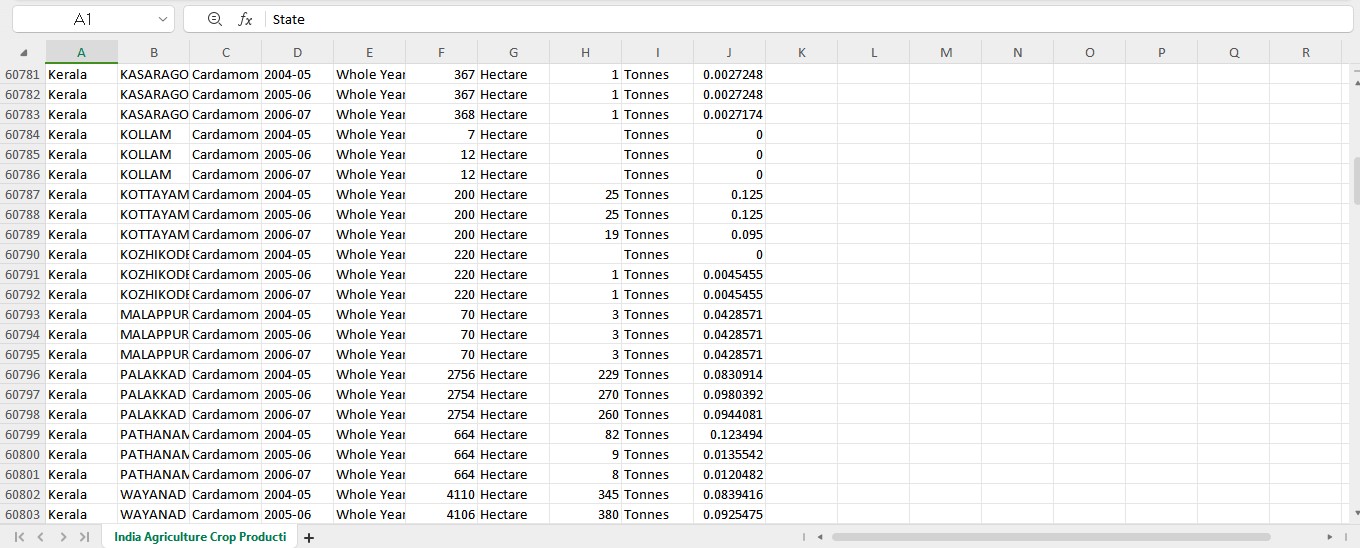 A1 fx State
A B C D E F G H I J K L M N O P Q R
60781 Kerala KASARAGO Cardamom 2004-05 Whole Year 367 Hectare 1 Tonnes 0.0027248
60782 Kerala KASARAGO Cardamom 2005-06 Whole Year 367 Hectare 1 Tonnes 0.0027248
60783 Kerala KASARAGO Cardamom 2006-07 Whole Year 368 Hectare 1 Tonnes 0.0027174
60784 Kerala KOLLAM Cardamom 2004-05 Whole Year 7 Hectare Tonnes 0
60785 Kerala KOLLAM Cardamom 2005-06 Whole Year 12 Hectare Tonnes 0
60786 Kerala KOLLAM Cardamom 2006-07 Whole Year 12 Hectare Tonnes 0
60787 Kerala KOTTAYAM Cardamom 2004-05 Whole Year 200 Hectare 25 Tonnes 0.125
60788 Kerala KOTTAYAM Cardamom 2005-06 Whole Year 200 Hectare 25 Tonnes 0.125
60789 Kerala KOTTAYAM Cardamom 2006-07 Whole Year 200 Hectare 19 Tonnes 0.095
60790 Kerala KOZHIKODE Cardamom 2004-05 Whole Year 220 Hectare Tonnes 0
60791 Kerala KOZHIKODE Cardamom 2005-06 Whole Year 220 Hectare 1 Tonnes 0.0045455
60792 Kerala KOZHIKODE Cardamom 2006-07 Whole Year 220 Hectare 1 Tonnes 0.0045455
60793 Kerala MALAPPUR Cardamom 2004-05 Whole Year 70 Hectare 3 Tonnes 0.0428571
60794 Kerala MALAPPUR Cardamom 2005-06 Whole Year 70 Hectare 3 Tonnes 0.0428571
60795 Kerala MALAPPUR Cardamom 2006-07 Whole Year 70 Hectare 3 Tonnes 0.0428571
60796 Kerala PALAKKAD Cardamom 2004-05 Whole Year 2756 Hectare 229 Tonnes 0.0830914
60797 Kerala PALAKKAD Cardamom 2005-06 Whole Year 2754 Hectare 270 Tonnes 0.0980392
60798 Kerala PALAKKAD Cardamom 2006-07 Whole Year 2754 Hectare 260 Tonnes 0.0944081
60799 Kerala PATHANAM Cardamom 2004-05 Whole Year 664 Hectare 82 Tonnes 0.123494
60800 Kerala PATHANAM Cardamom 2005-06 Whole Year 664 Hectare 9 Tonnes 0.0135542
60801 Kerala PATHANAM Cardamom 2006-07 Whole Year 664 Hectare 8 Tonnes 0.0120482
60802 Kerala WAYANAD Cardamom 2004-05 Whole Year 4110 Hectare 345 Tonnes 0.0839416
60803 Kerala WAYANAD Cardamom 2005-06 Whole Year 4106 Hectare 380 Tonnes 0.0925475
India Agriculture Crop Producti +